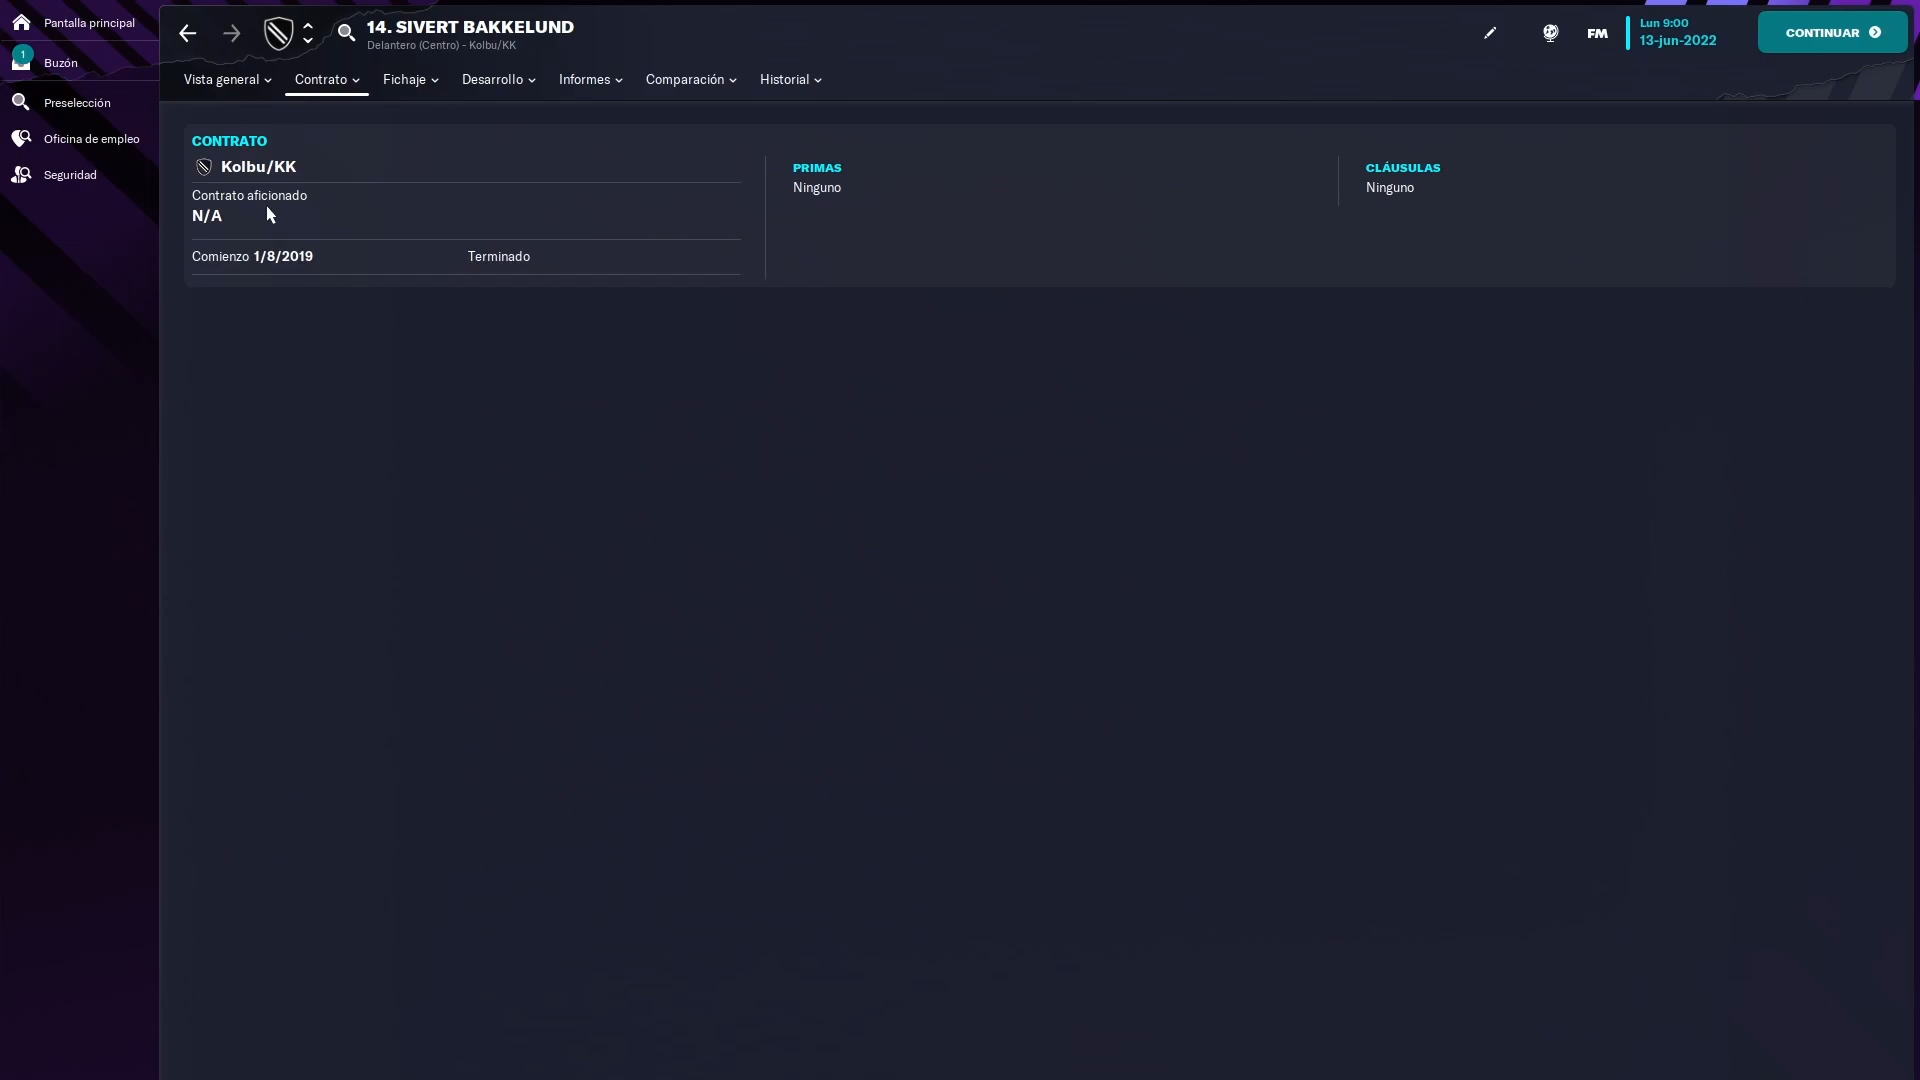 Pantalla principal
1
Buzón
Preselección
Oficina de empleo
Seguridad
14. SIVERT BAKKELUND
Delantero (Centro) - Kolbu/KK
FM
Lun 9:00
13-jun-2022
CONTINUAR
Vista general
Contrato
Fichaje
Desarrollo
Informes
Comparación
Historial
CONTRATO
Kolbu/KK
Contrato aficionado
N/A
Comienzo 1/8/2019
Terminado
PRIMAS
Ninguno
CLÁUSULAS
Ninguno